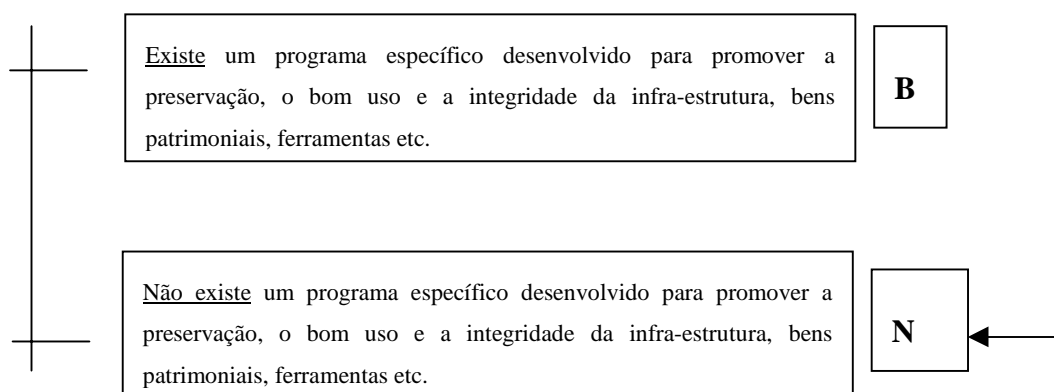 Existe um programa específico desenvolvido para promover a
preservação, o bom uso e a integridade da infra-estrutura, bens
patrimoniais, ferramentas etc.
B
Não existe um programa específico desenvolvido para promover a
preservação, o bom uso e a integridade da infra-estrutura, bens
patrimoniais, ferramentas etc.
N